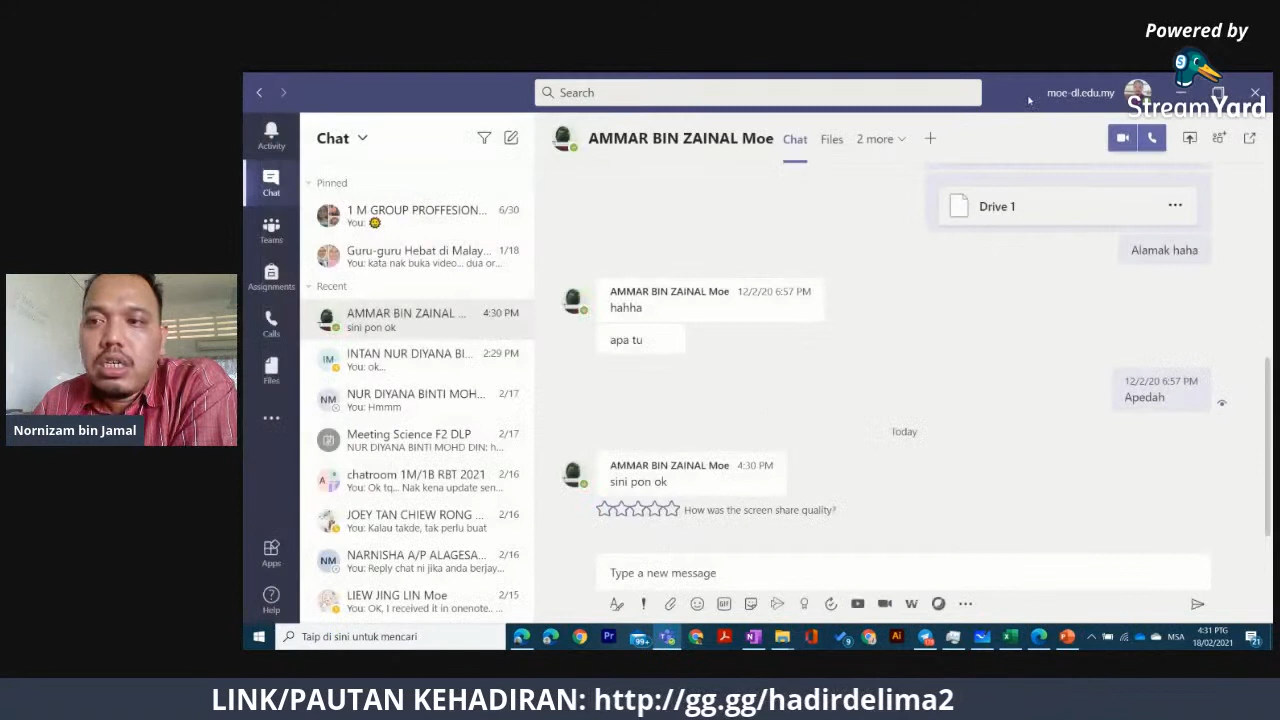 Powered by
StreamYard
Search
moe-dl.edu.my
Activity
Chat
Teams
Assignments
Calls
Files
Apps
Help
Chat
Pinned
1 M GROUP PROFFESION... 6/30
You:
Guru-guru Hebat di Malay... 1/18
You: kata nak buka video... dua or...
Recent
AMMAR BIN ZAINAL ... 4:30 PM
sini pon ok
INTAN NUR DIYANA BI... 2:29 PM
You: ok...
NUR DIYANA BINTI MOH... 2/17
You: Hmmm
Meeting Science F2 DLP 2/17
NUR DIYANA BINTI MOHD DIN: h...
chatroom 1M/1B RBT 2021 2/16
You: Ok tq... Nak kena update sen...
JOEY TAN CHIEW RONG ... 2/16
You: Kalau takde, tak perlu buat
NARNISHA A/P ALAGESA... 2/16
You: Reply chat ni jika anda berjay...
LIEW JING LIN Moe 2/15
You: OK, I received it in onenote.. ...
AMMAR BIN ZAINAL Moe Chat Files 2 more
Drive 1
Alamak haha
AMMAR BIN ZAINAL Moe 12/2/20 6:57 PM
hahha
apa tu
12/2/20 6:57 PM
Apedah
Today
AMMAR BIN ZAINAL Moe 4:30 PM
sini pon ok
How was the screen share quality?
Type a new message
Nornizam bin Jamal
Taip di sini untuk mencari
MSA
4:31 PTG
18/02/2021
LINK/PAUTAN KEHADIRAN: http://gg.gg/hadirdelima2